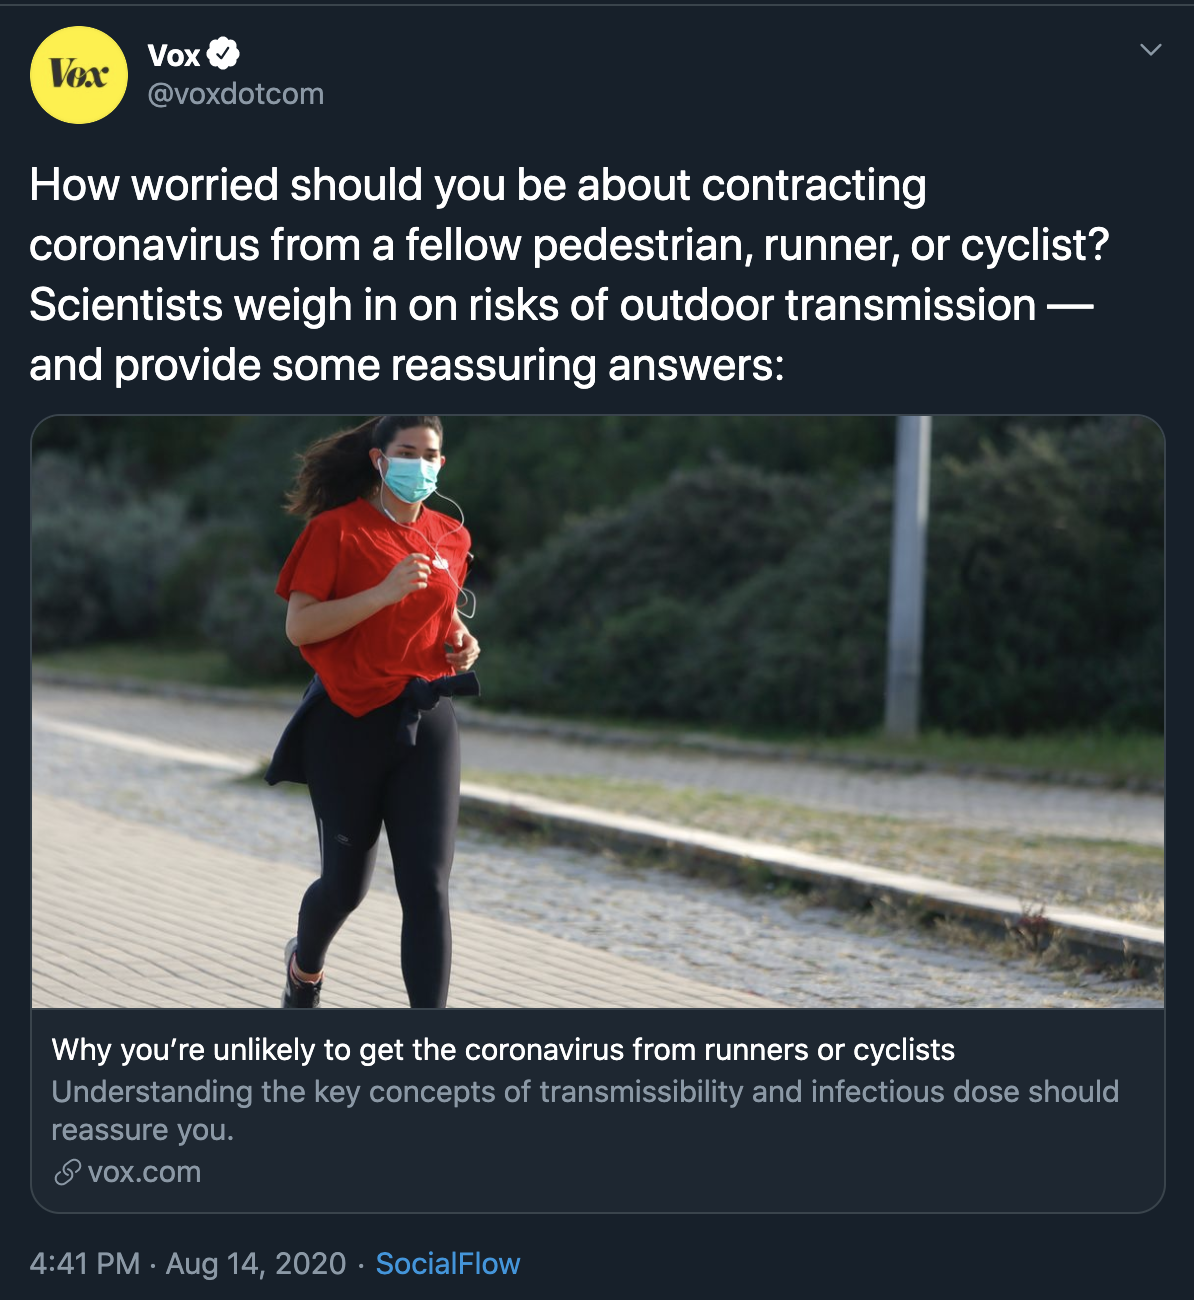 Vox
Vox
@voxdotcom
How worried should you be about contracting
coronavirus from a fellow pedestrian, runner, or cyclist?
Scientists weigh in on risks of outdoor transmission —
and provide some reassuring answers:
Why you’re unlikely to get the coronavirus from runners or cyclists
Understanding the key concepts of transmissibility and infectious dose should
reassure you.
vox.com
4:41 PM · Aug 14, 2020 · SocialFlow